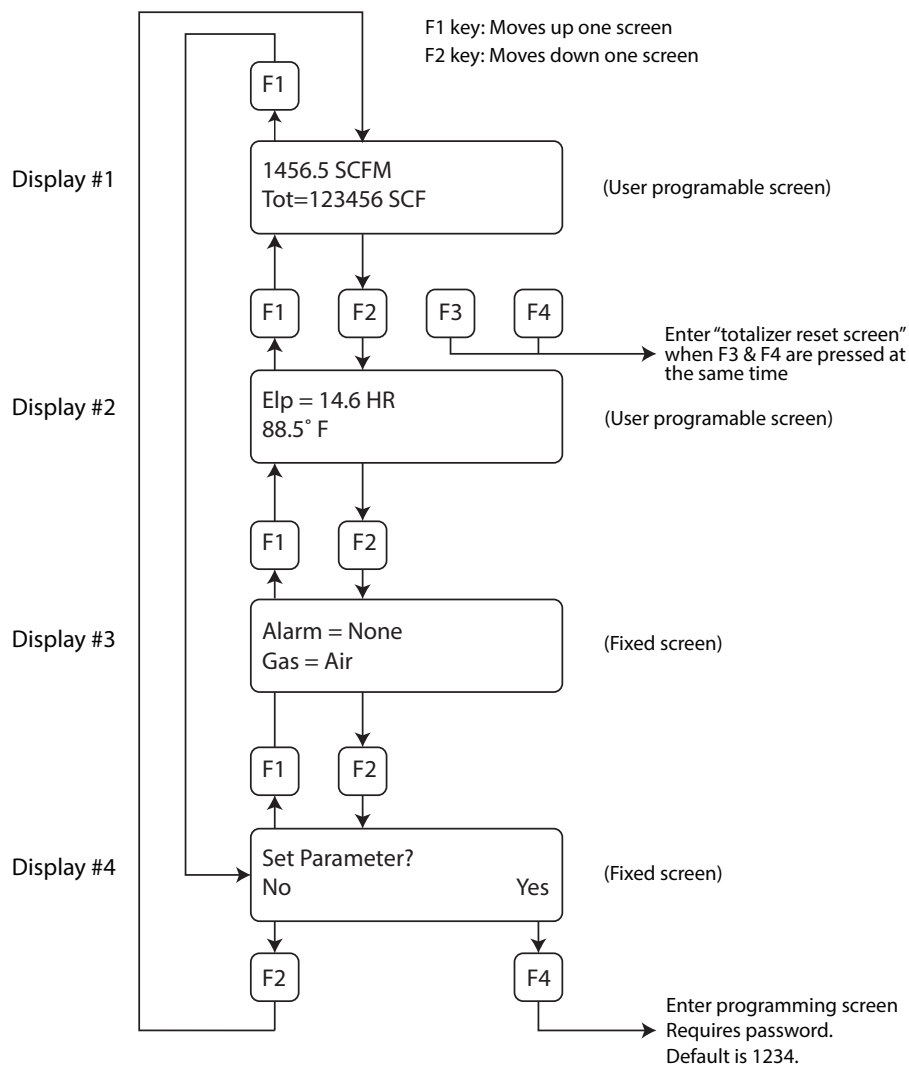 F1 key: Moves up one screen
F2 key: Moves down one screen
F1
Display #1
1456.5 SCFM
Tot=123456 SCF
(User programable screen)
F1
F2
F3
F4
Enter “totalizer reset screen”
when F3 & F4 are pressed at
the same time
Display #2
Elp = 14.6 HR
88.5° F
(User programable screen)
F1
F2
Display #3
Alarm = None
Gas = Air
(Fixed screen)
F1
F2
Display #4
Set Parameter?
No Yes
(Fixed screen)
F2
F4
Enter programming screen
Requires password.
Default is 1234.